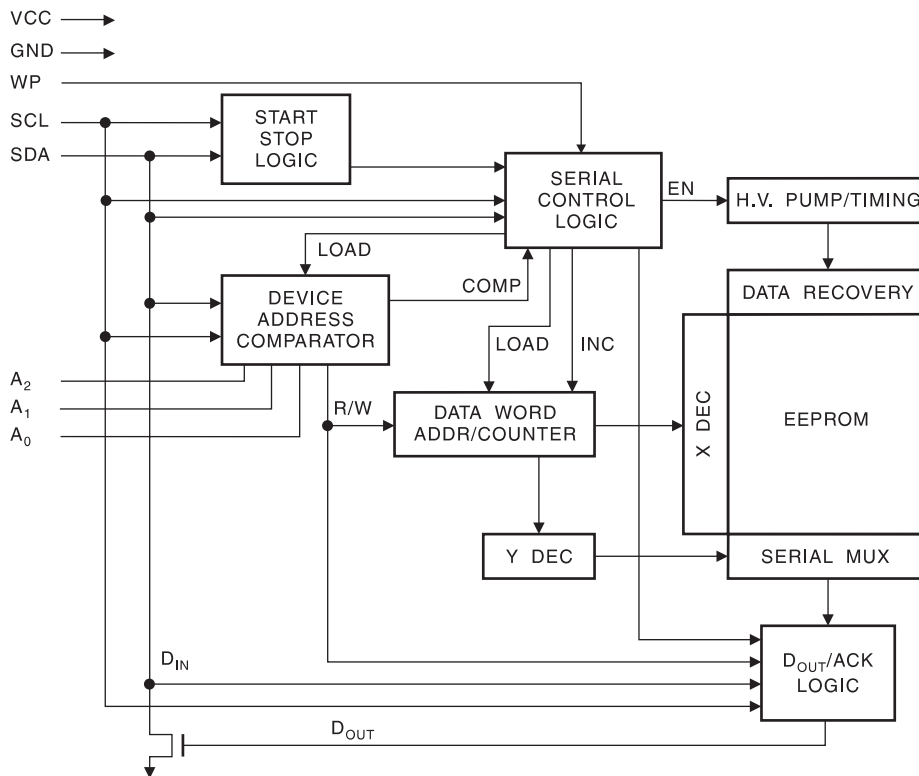 VCC
GND
WP
SCL
SDA
START
STOP
LOGIC
SERIAL
CONTROL
LOGIC
EN
H.V. PUMP/TIMING
LOAD
COMP
DEVICE
ADDRESS
COMPARATOR
DATA RECOVERY
LOAD
INC
A2
A1
A0
R/W
DATA WORD
ADDR/COUNTER
X DEC
EEPROM
Y DEC
SERIAL MUX
DIN
DOUT/ACK
LOGIC
DOUT